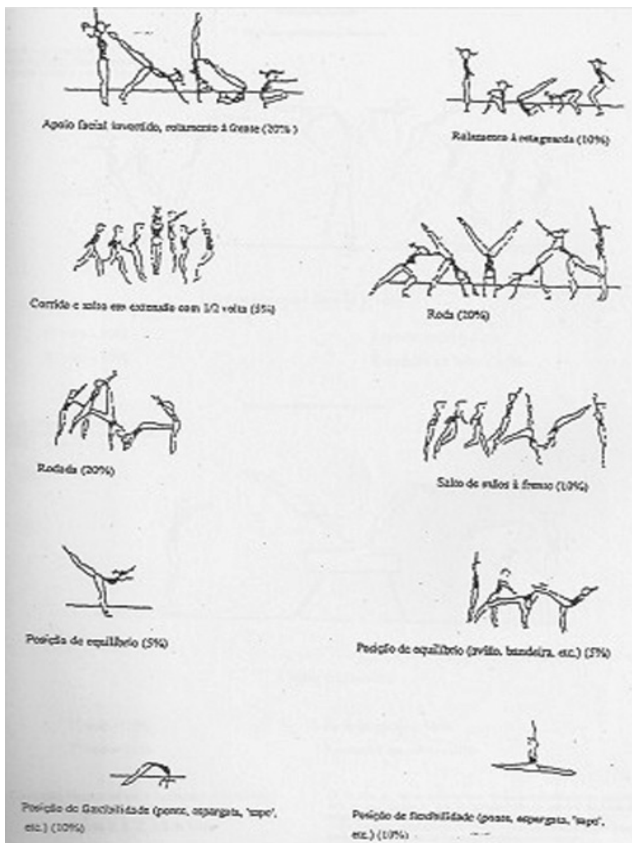 Apoio facial invertido, rolamento à frente (20%)
Rolamento à retaguarda (10%)
Corrida e salto em extensão com 1/2 volta (5%)
Roda (20%)
Rodada (20%)
Salto de mãos à frente (10%)
Posição de equilíbrio (5%)
Posição de equilíbrio (avião, bandeira, etc.) (5%)
Posição de flexibilidade (ponte, espargata, "sapo",
etc.) (10%)
Posição de flexibilidade (ponte, espargata, "sapo",
etc.) (10%)